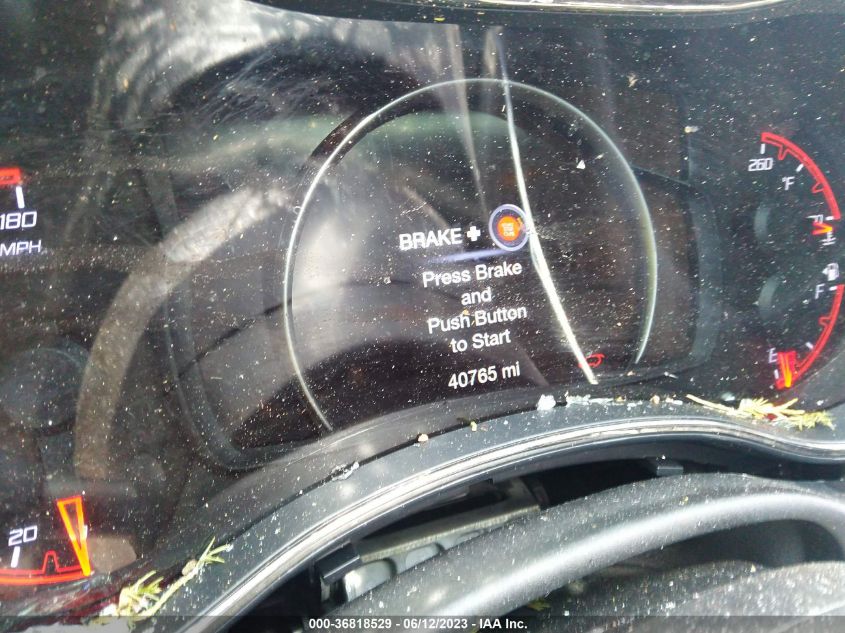 260
°F
180
MPH
H
BRAKE +
Press Brake
and
Push Button
to Start
F
E
40765 mi
20
000-36818529 - 06/12/2023 - IAA Inc.